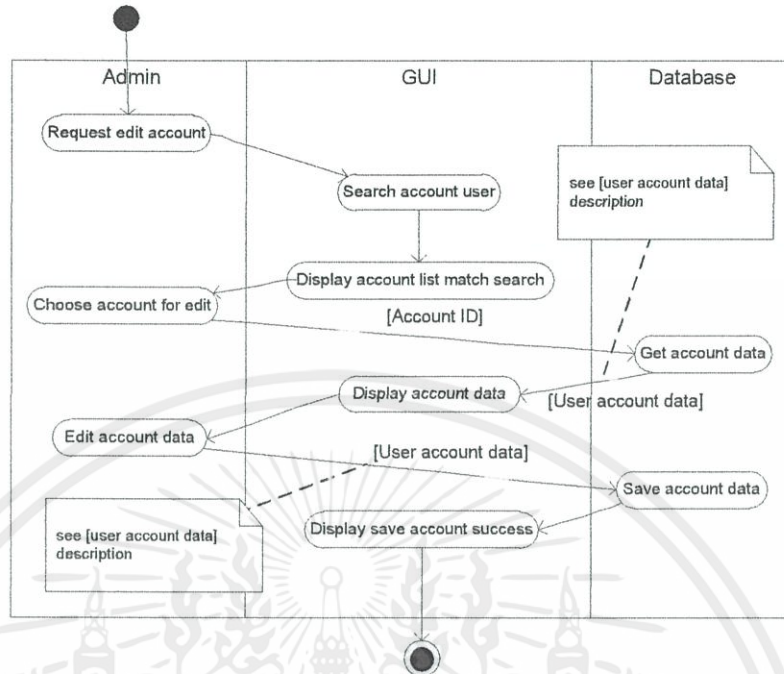 Admin
GUI
Database
Request edit account
Search account user
see [user account data]
description
Display account list match search
Choose account for edit
[Account ID]
Get account data
Display account data
[User account data]
Edit account data
[User account data]
Save account data
see [user account data]
description
Display save account success